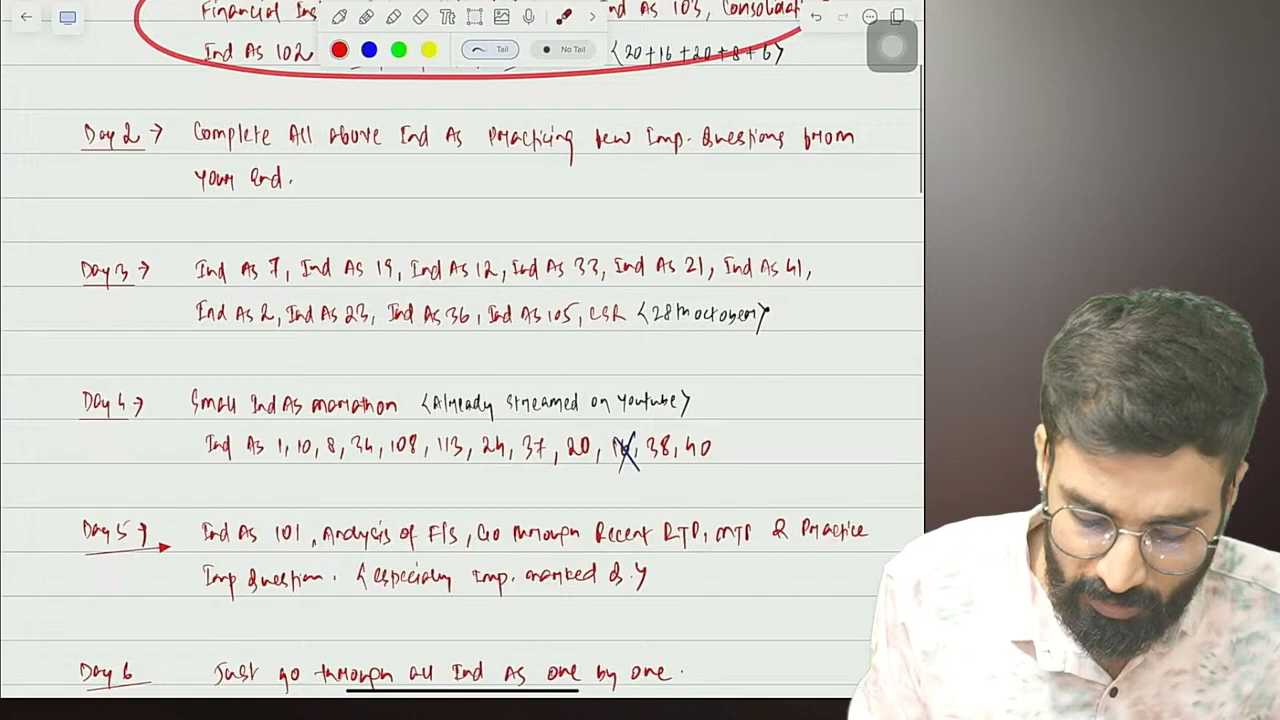 Financial Ins nd As 103, Consolidat
Ind As 102 <20+16+20+8+6>
Tail
No Tail
Day 2 → Complete All above Ind As Practicing few Imp. Questions from
your end.
Day 3 → Ind As 7, Ind As 19, Ind As 12, Ind As 33, Ind As 21, Ind As 41,
Ind As 2, Ind As 23, Ind As 36, Ind As 105, CSR <28th october>
Day 4 → Small Ind As marathon <Already streamed on Youtube>
Ind As 1, 10, 8, 34, 108, 113, 24, 37, 20, 38, 40
Day 5 → Ind As 101, Analysis of F/S, Go through Recent RTP, MTP & Practice
Imp Question. <especially Imp. marked Q.>
Day 6 Just go through all Ind As one by one.